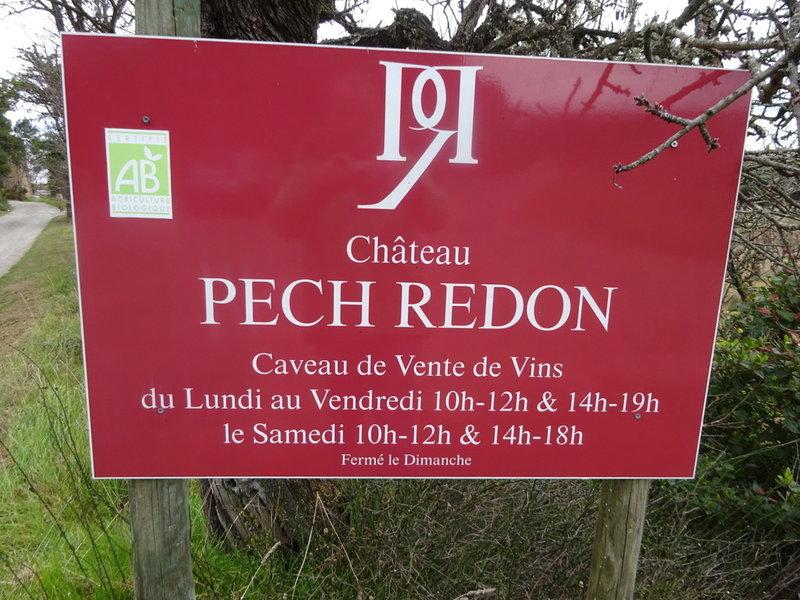 CERTIFIÉ
AB
AGRICULTURE
BIOLOGIQUE
PR
Château
PECH REDON
Caveau de Vente de Vins
du Lundi au Vendredi 10h-12h & 14h-19h
le Samedi 10h-12h & 14h-18h
Fermé le Dimanche